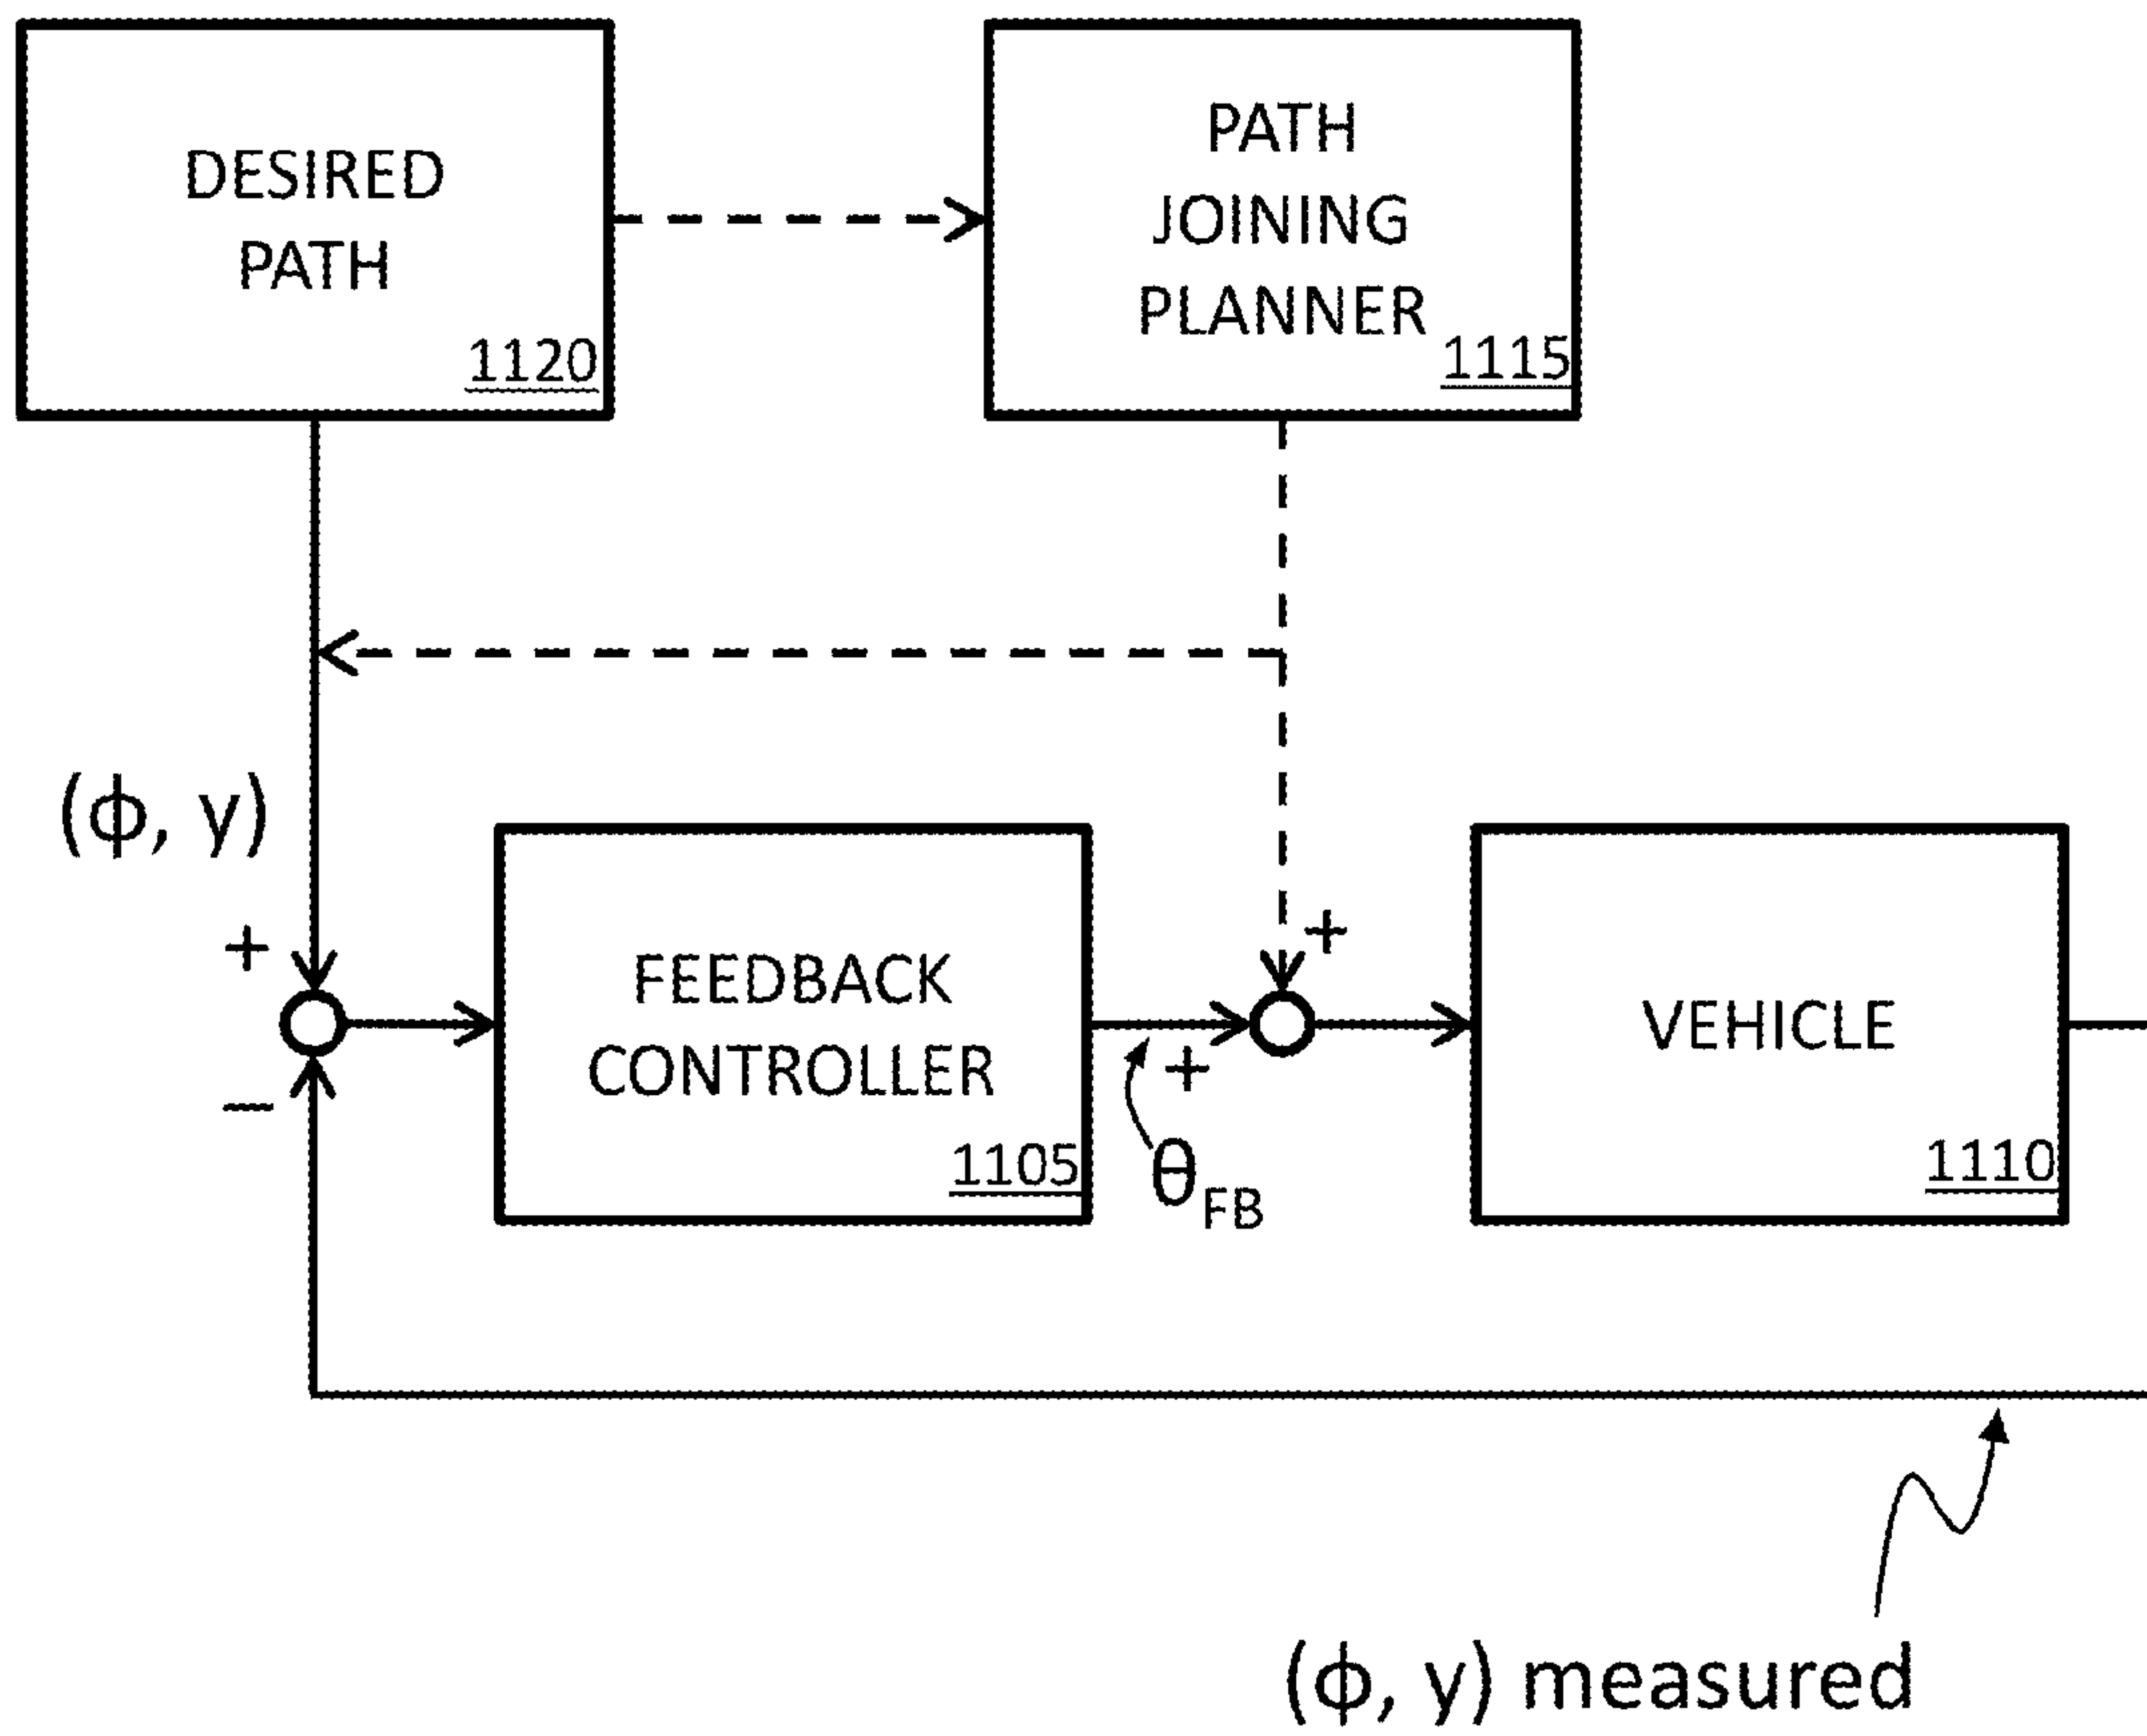 DESIRED
PATH
1120
PATH
JOINING
PLANNER
1115
(ϕ, y)
+
−
FEEDBACK
CONTROLLER
1105
+
+
θFB
VEHICLE
1110
(ϕ, y) measured